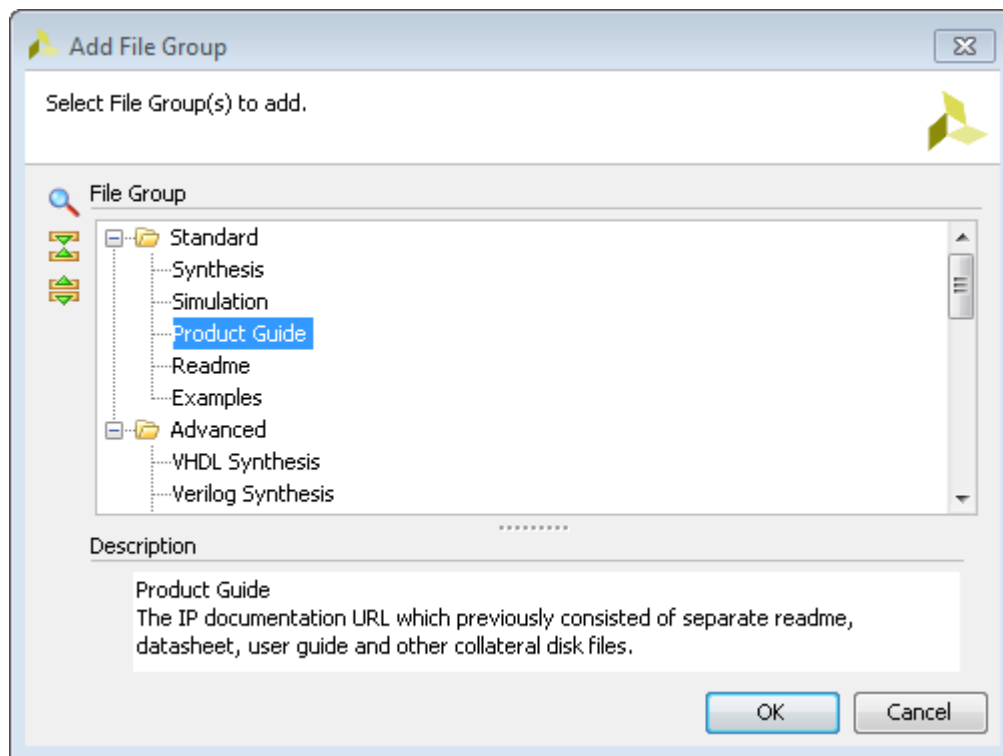 Add File Group
Select File Group(s) to add.
File Group
Standard
Synthesis
Simulation
Product Guide
Readme
Examples
Advanced
VHDL Synthesis
Verilog Synthesis
Description
Product Guide
The IP documentation URL which previously consisted of separate readme,
datasheet, user guide and other collateral disk files.
OK Cancel